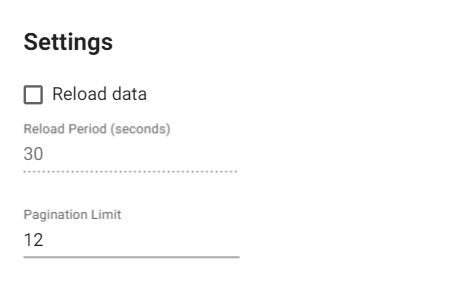 Settings
Reload data
Reload Period (seconds)
30
Pagination Limit
12